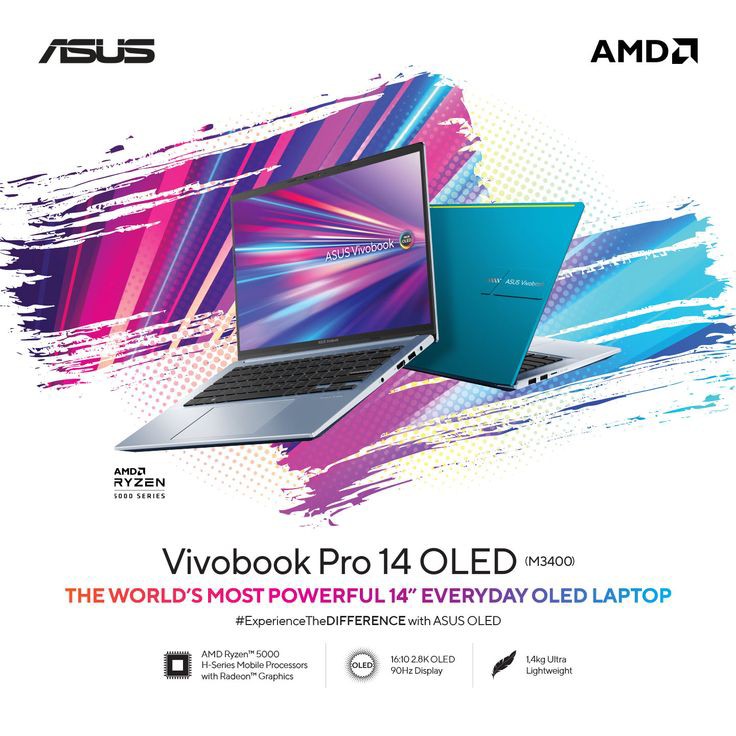 ASUS
AMD
ASUS Vivobook
OLED
ASUS Vivobook
AMD
RYZEN
5000 SERIES
Vivobook Pro 14 OLED (M3400)
THE WORLD'S MOST POWERFUL 14” EVERYDAY OLED LAPTOP
#ExperienceTheDIFFERENCE with ASUS OLED
AMD Ryzen™ 5000
H-Series Mobile Processors
with Radeon™ Graphics
OLED
16:10 2.8K OLED
90Hz Display
1,4kg Ultra
Lightweight